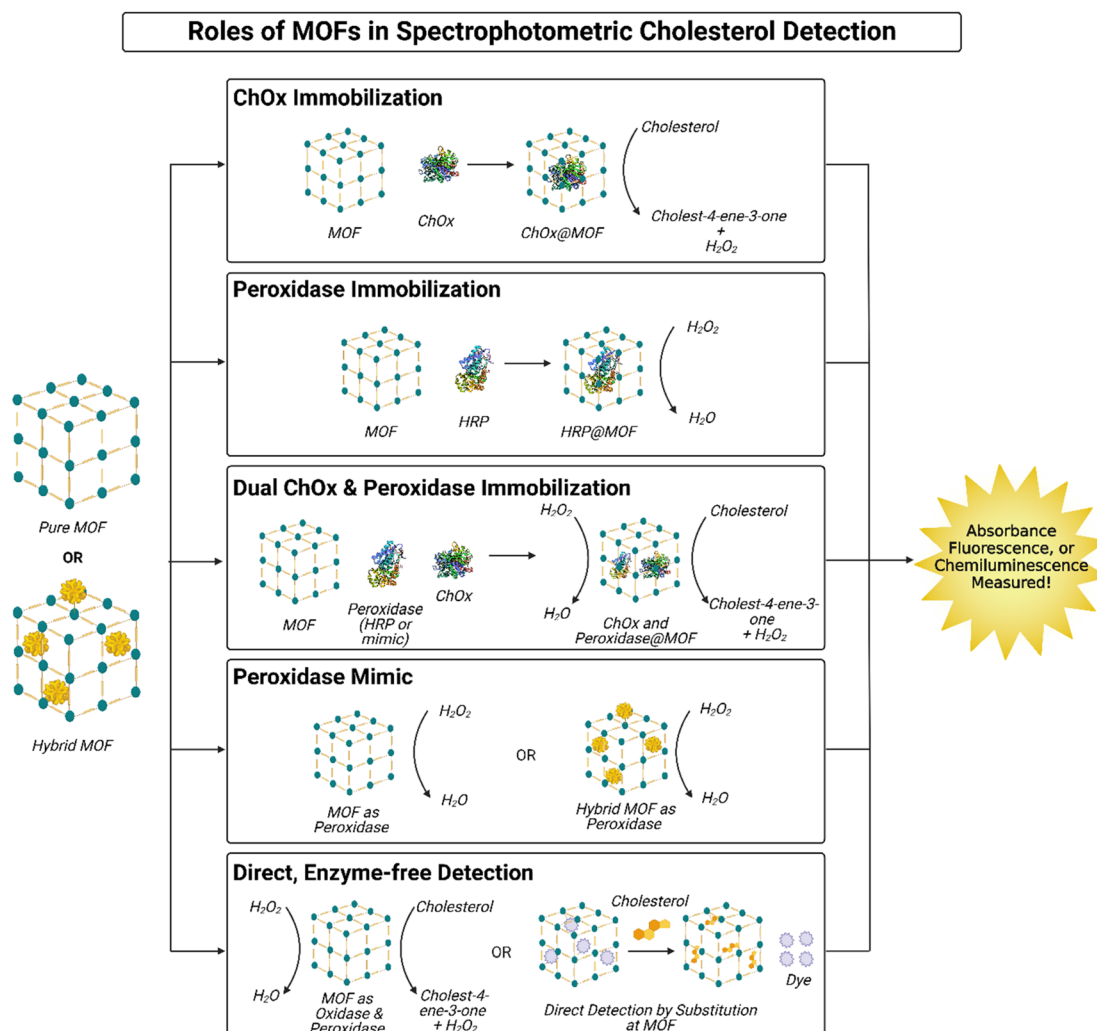 Roles of MOFs in Spectrophotometric Cholesterol Detection
ChOx Immobilization
MOF
ChOx
ChOx@MOF
Cholesterol
Cholest-4-ene-3-one
+
H₂O₂
Peroxidase Immobilization
MOF
HRP
HRP@MOF
H₂O₂
H₂O
Pure MOF
OR
Hybrid MOF
Dual ChOx & Peroxidase Immobilization
MOF
Peroxidase
(HRP or
mimic)
ChOx
H₂O₂
H₂O
ChOx and
Peroxidase@MOF
Cholesterol
Cholest-4-ene-3-
one
+ H₂O₂
Peroxidase Mimic
MOF as
Peroxidase
H₂O₂
H₂O
OR
Hybrid MOF as
Peroxidase
H₂O₂
H₂O
Direct, Enzyme-free Detection
H₂O₂
H₂O
MOF as
Oxidase &
Peroxidase
Cholesterol
Cholest-4-
ene-3-one
+ H₂O₂
OR
Cholesterol
Dye
Direct Detection by Substitution
at MOF
Absorbance
Fluorescence, or
Chemiluminescence
Measured!